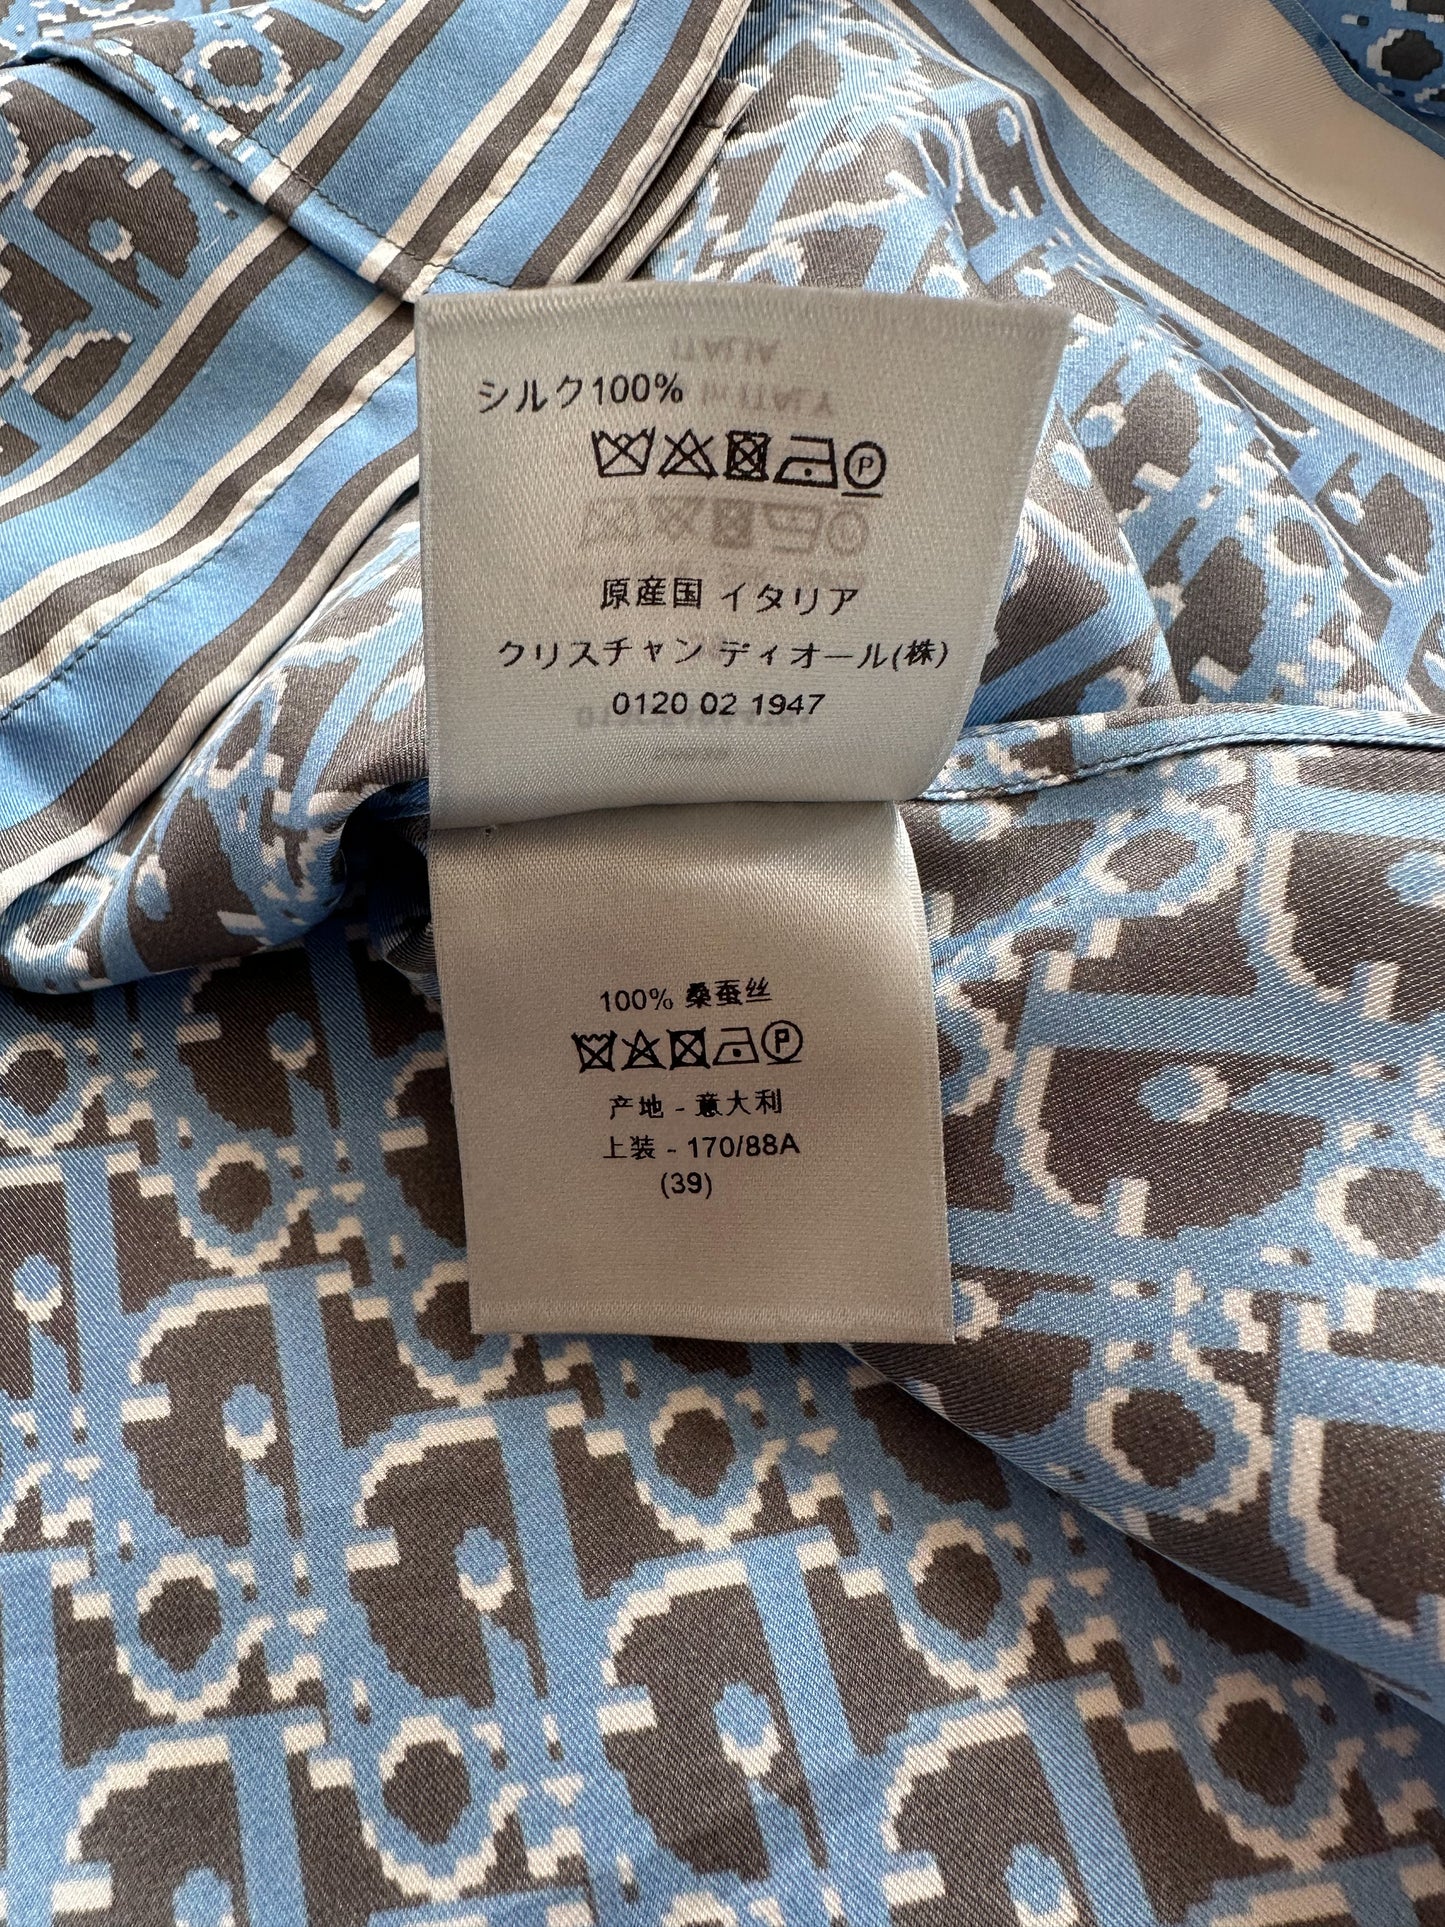 シルク100%
P
原産国 イタリア
クリスチャン ディオール(株)
0120 02 1947
100% 桑蚕丝
P
产地 - 意大利
上装 - 170/88A
(39)